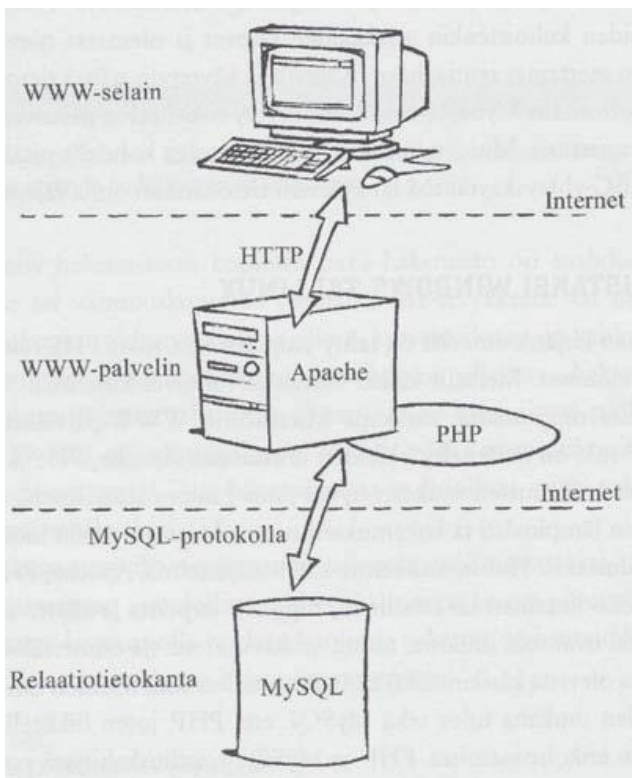 WWW-selain
Internet
HTTP
WWW-palvelin
Apache
PHP
Internet
MySQL-protokolla
Relaatiotietokanta
MySQL